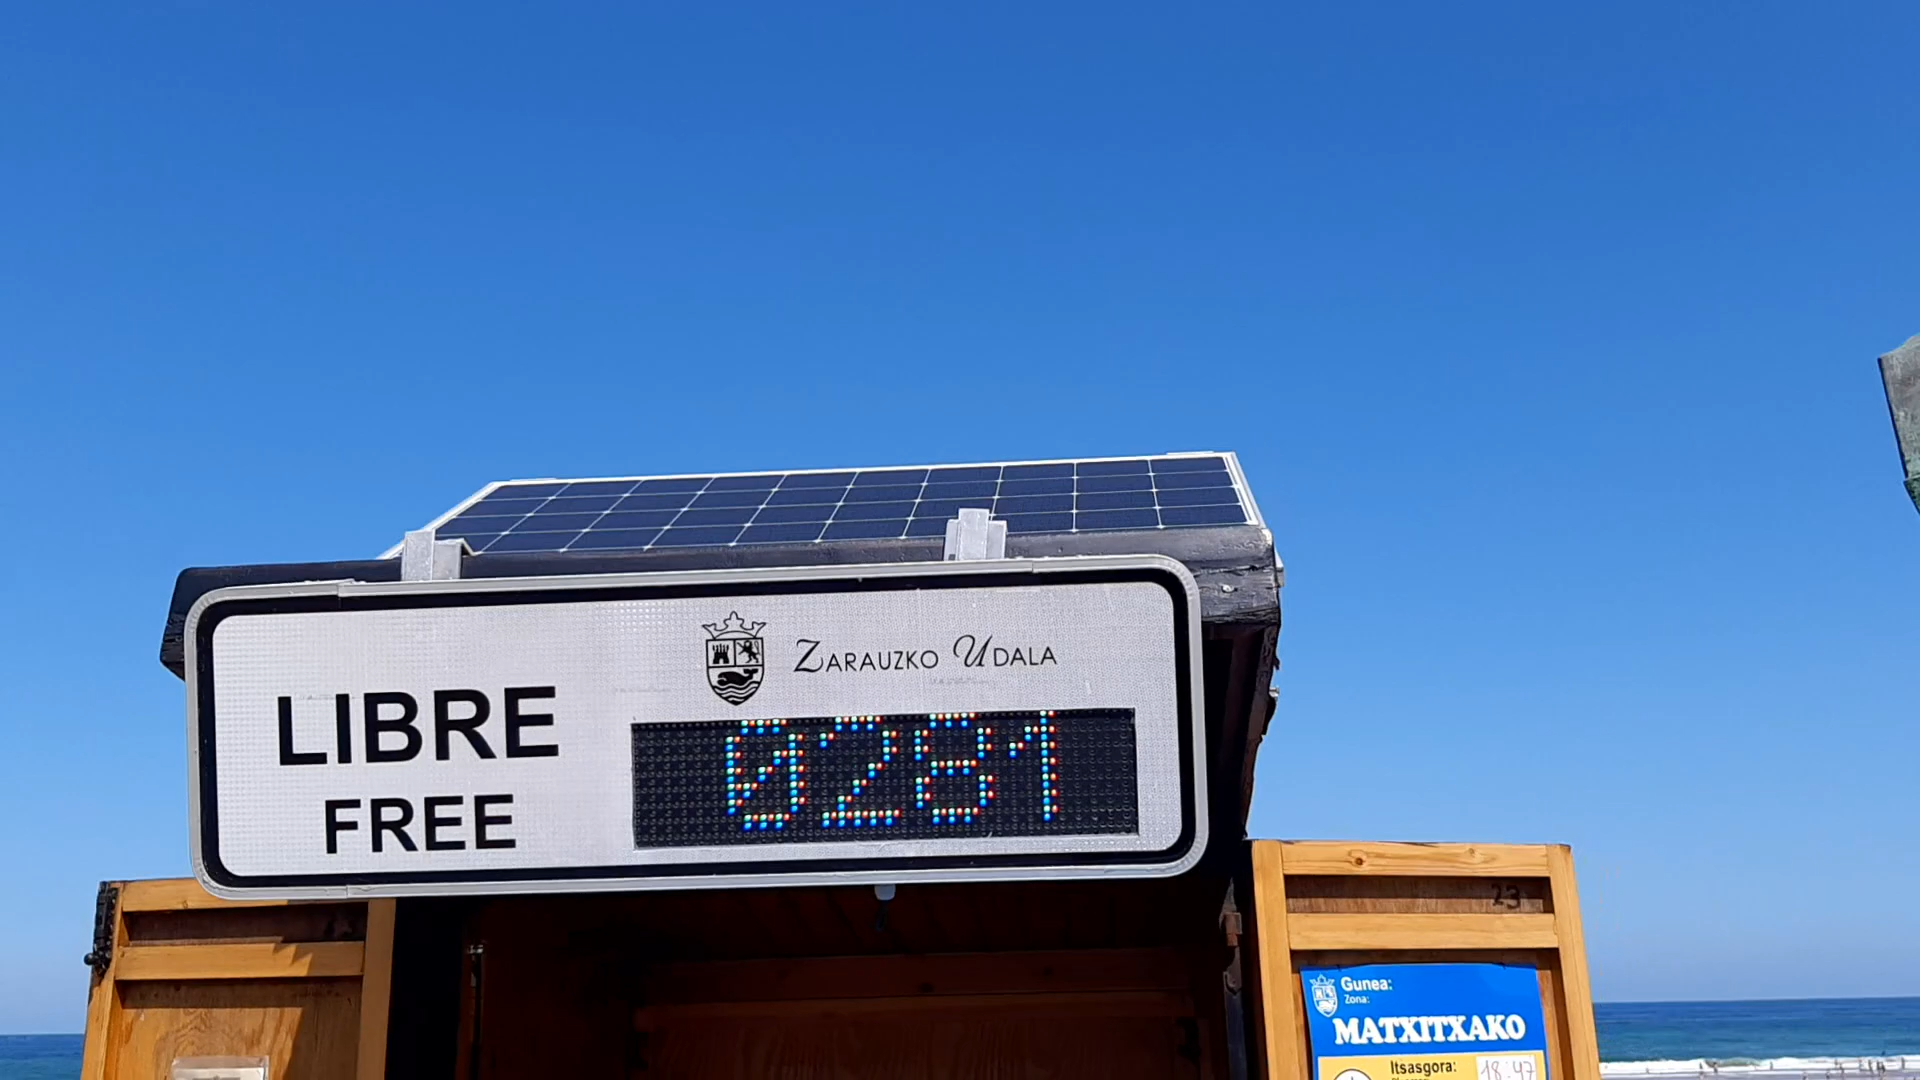 ZARAUZKO UDALA
LIBRE
FREE
0281
23
Gunea:
Zona:
MATXITXAKO
Itsasgora:
18:47